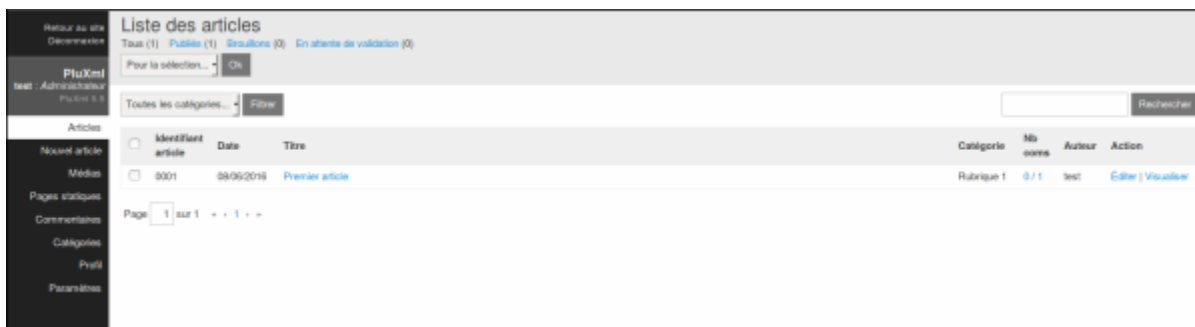 Retour au site
Déconnexion
PluXml
test : Administrateur
PluXml 5.5
Articles
Nouvel article
Médias
Pages statiques
Commentaires
Catégories
Profil
Paramètres
Liste des articles
Tous (1) Publiés (1) Brouillons (0) En attente de validation (0)
Pour la sélection... Ok
Toutes les catégories... Filtrer Rechercher
Identifiant article Date Titre Catégorie Nb coms Auteur Action
0001 08/06/2016 Premier article Rubrique 1 0 / 1 test Éditer | Visualiser
Page 1 sur 1 « ‹ 1 › »